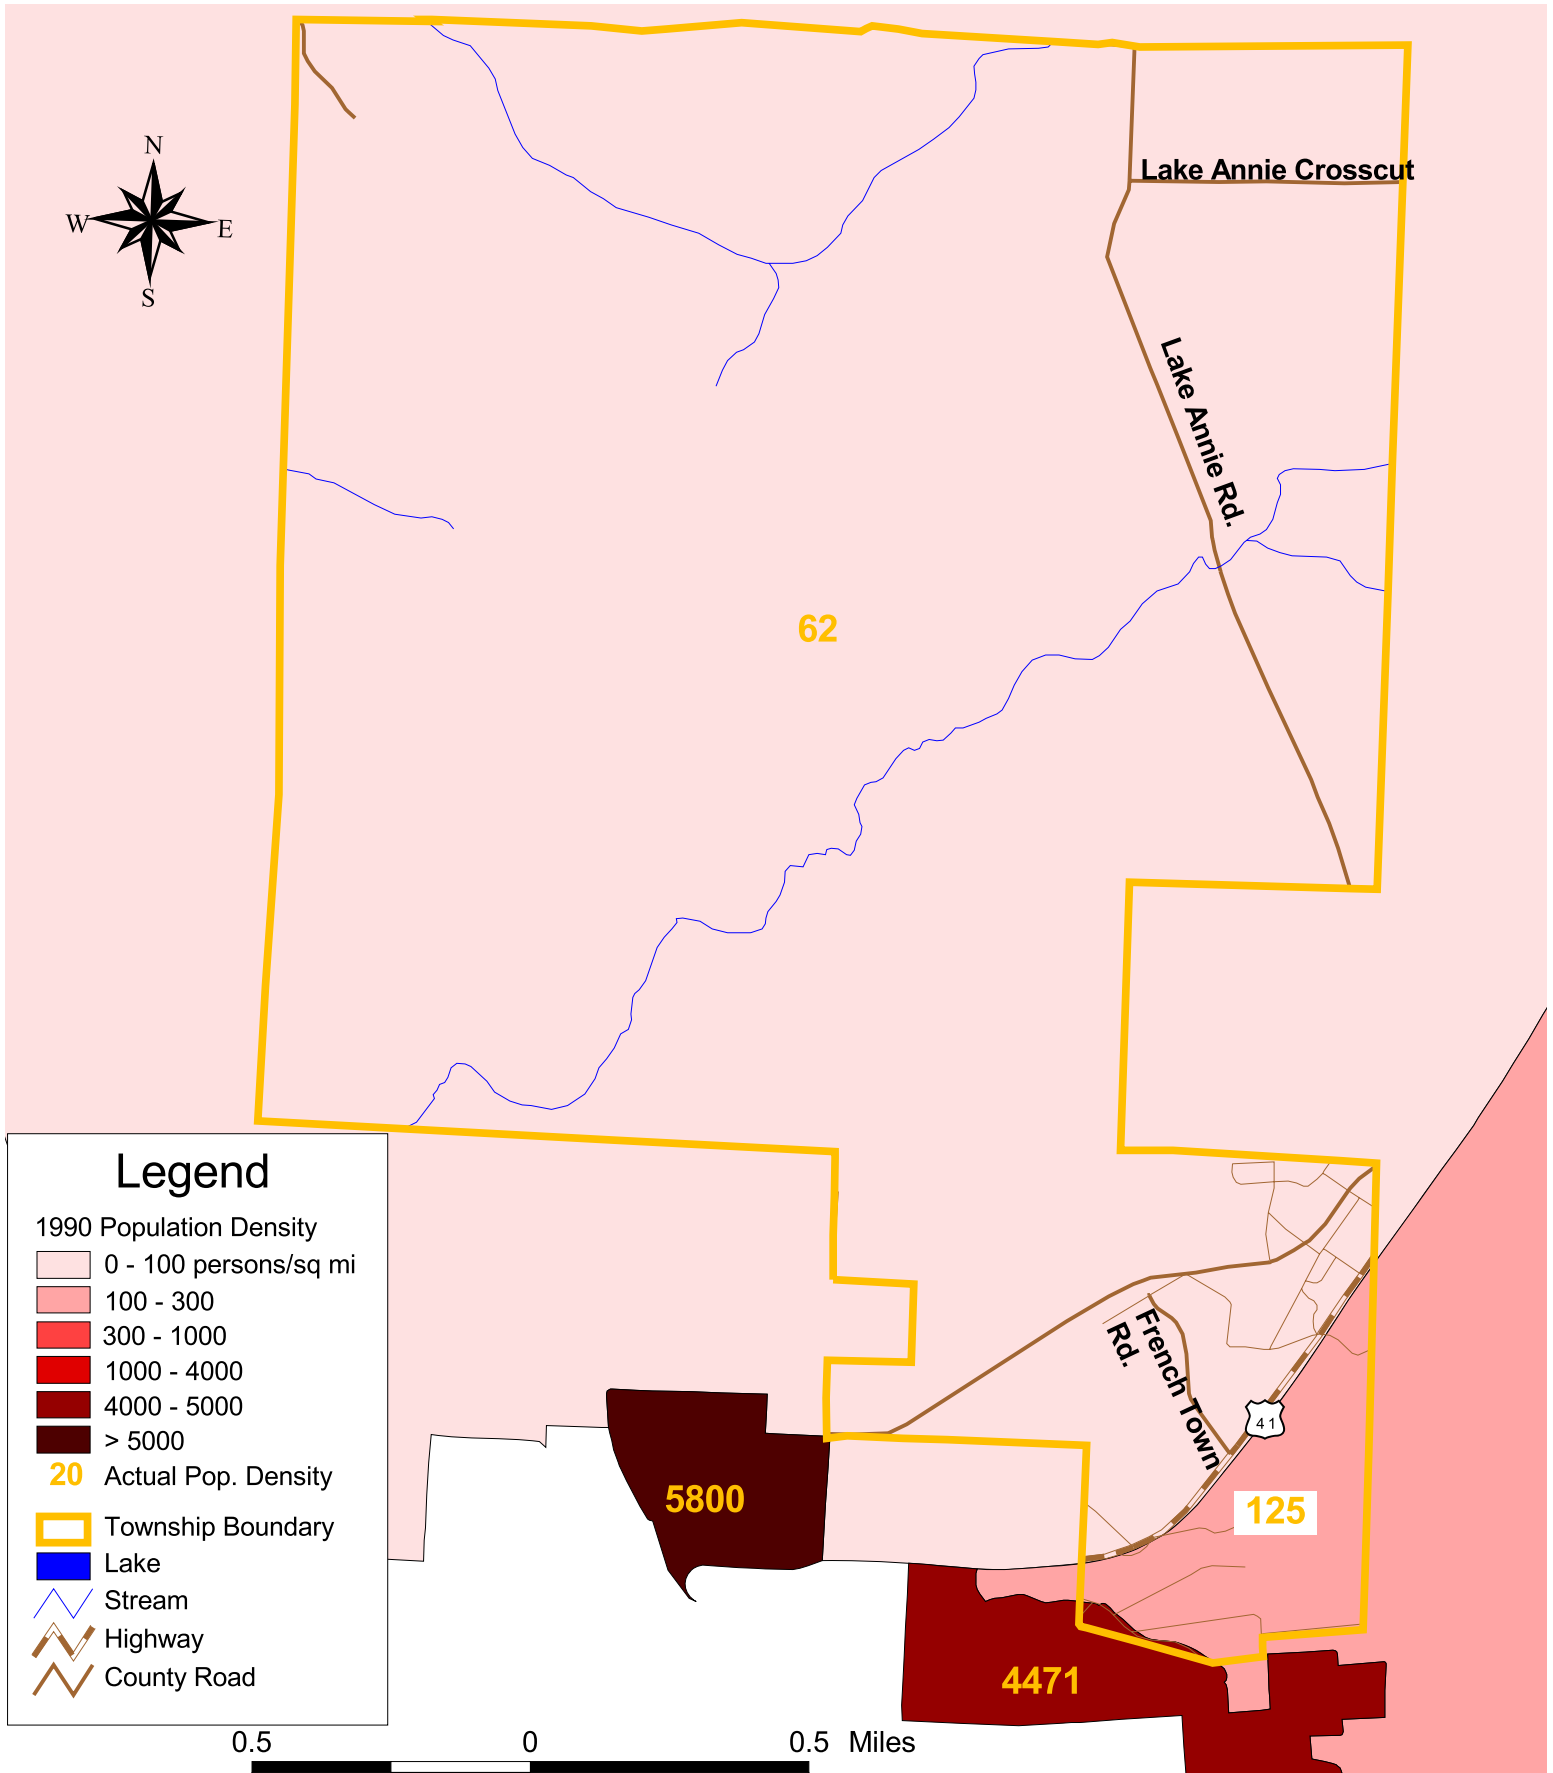 N
W
E
S
Lake Annie Crosscut
Lake Annie Rd.
62
French Town
Rd.
41
125
5800
4471
Legend
1990 Population Density
0 - 100 persons/sq mi
100 - 300
300 - 1000
1000 - 4000
4000 - 5000
> 5000
20 Actual Pop. Density
Township Boundary
Lake
Stream
Highway
County Road
0.5 0 0.5 Miles